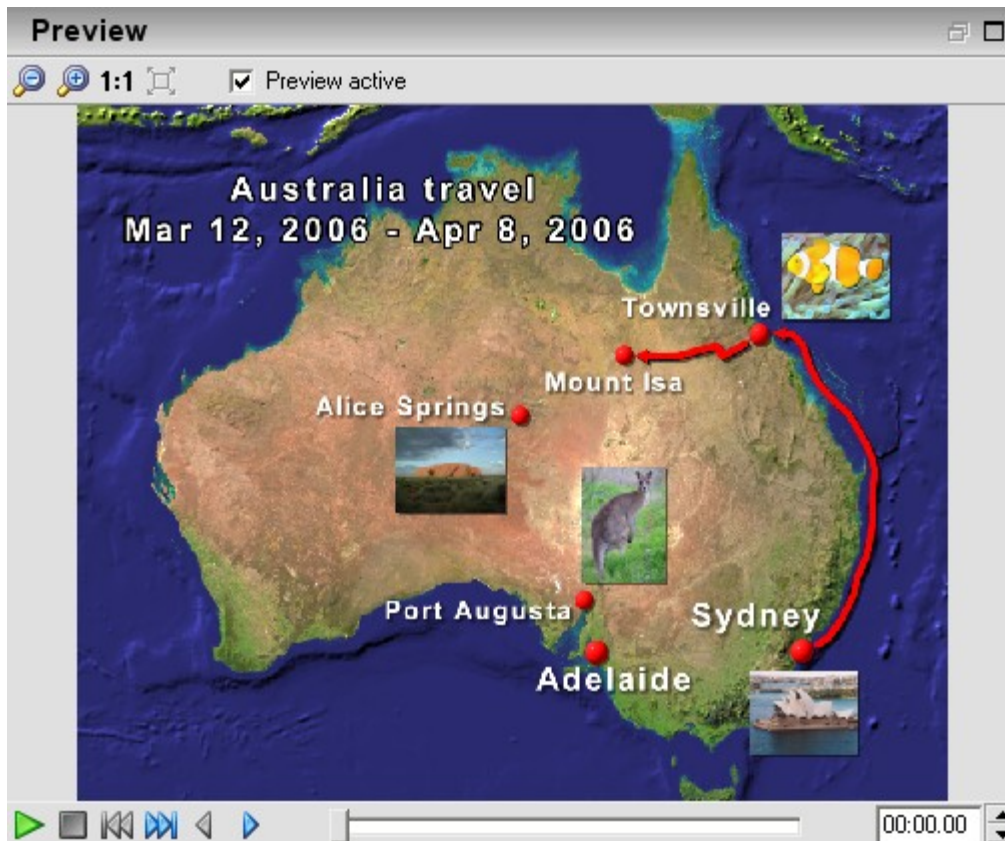 Preview
1:1 Preview active
Australia travel
Mar 12, 2006 - Apr 8, 2006
Townsville
Mount Isa
Alice Springs
Port Augusta
Sydney
Adelaide
00:00.00